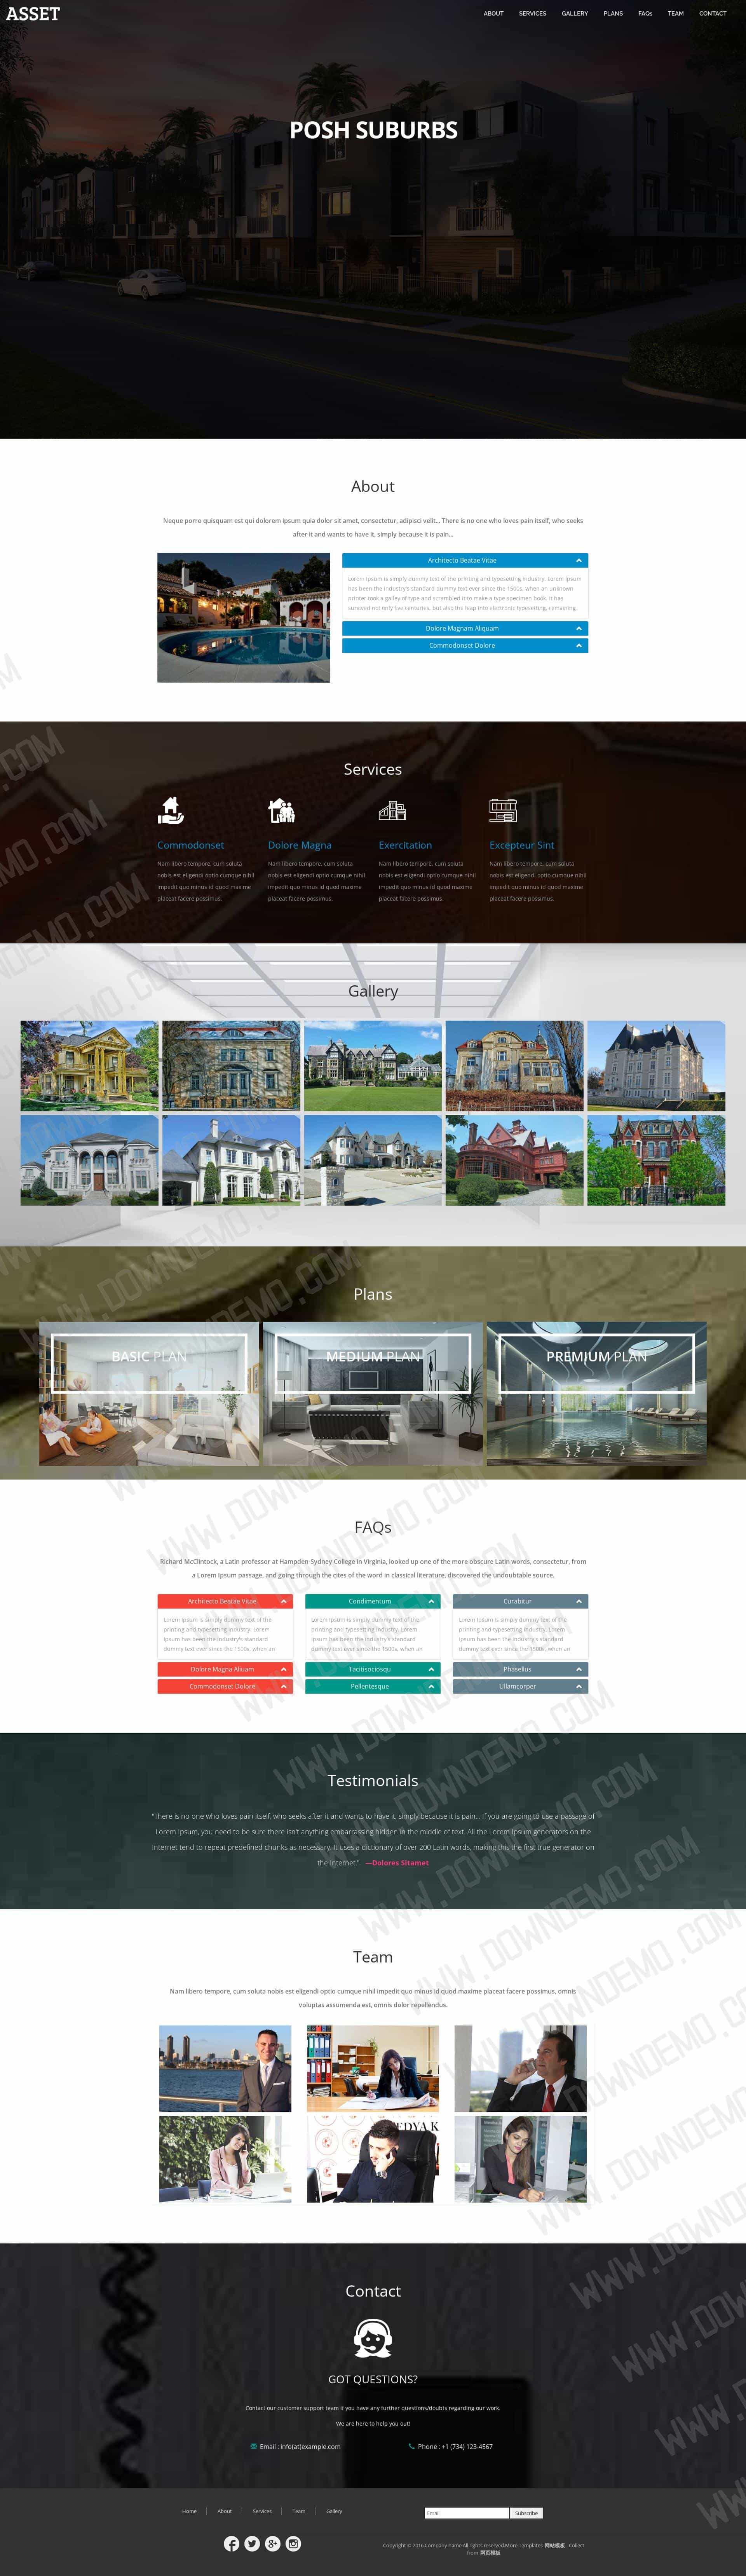 ASSET
ABOUT SERVICES GALLERY PLANS FAQs TEAM CONTACT
POSH SUBURBS
About
Neque porro quisquam est qui dolorem ipsum quia dolor sit amet, consectetur, adipisci velit... There is no one who loves pain itself, who seeks
after it and wants to have it, simply because it is pain...
Architecto Beatae Vitae
Lorem Ipsum is simply dummy text of the printing and typesetting industry. Lorem Ipsum
has been the industry's standard dummy text ever since the 1500s, when an unknown
printer took a galley of type and scrambled it to make a type specimen book. It has
survived not only five centuries, but also the leap into electronic typesetting, remaining
Dolore Magnam Aliquam
Commodonset Dolore
Services
Commodonset
Nam libero tempore, cum soluta
nobis est eligendi optio cumque nihil
impedit quo minus id quod maxime
placeat facere possimus.
Dolore Magna
Nam libero tempore, cum soluta
nobis est eligendi optio cumque nihil
impedit quo minus id quod maxime
placeat facere possimus.
Exercitation
Nam libero tempore, cum soluta
nobis est eligendi optio cumque nihil
impedit quo minus id quod maxime
placeat facere possimus.
Excepteur Sint
Nam libero tempore, cum soluta
nobis est eligendi optio cumque nihil
impedit quo minus id quod maxime
placeat facere possimus.
Gallery
Plans
BASIC PLAN
MEDIUM PLAN
PREMIUM PLAN
FAQs
Richard McClintock, a Latin professor at Hampden-Sydney College in Virginia, looked up one of the more obscure Latin words, consectetur, from
a Lorem Ipsum passage, and going through the cites of the word in classical literature, discovered the undoubtable source.
Architecto Beatae Vitae
Lorem Ipsum is simply dummy text of the
printing and typesetting industry. Lorem
Ipsum has been the industry's standard
dummy text ever since the 1500s, when an
Dolore Magna Aliuam
Commodonset Dolore
Condimentum
Lorem Ipsum is simply dummy text of the
printing and typesetting industry. Lorem
Ipsum has been the industry's standard
dummy text ever since the 1500s, when an
Tacitisociosqu
Pellentesque
Curabitur
Lorem Ipsum is simply dummy text of the
printing and typesetting industry. Lorem
Ipsum has been the industry's standard
dummy text ever since the 1500s, when an
Phasellus
Ullamcorper
Testimonials
"There is no one who loves pain itself, who seeks after it and wants to have it, simply because it is pain... If you are going to use a passage of
Lorem Ipsum, you need to be sure there isn't anything embarrassing hidden in the middle of text. All the Lorem Ipsum generators on the
Internet tend to repeat predefined chunks as necessary. It uses a dictionary of over 200 Latin words, making this the first true generator on
the Internet." —Dolores Sitamet
Team
Nam libero tempore, cum soluta nobis est eligendi optio cumque nihil impedit quo minus id quod maxime placeat facere possimus, omnis
voluptas assumenda est, omnis dolor repellendus.
EDYA K
Contact
GOT QUESTIONS?
Contact our customer support team if you have any further questions/doubts regarding our work.
We are here to help you out!
Email : info(at)example.com
Phone : +1 (734) 123-4567
Home About Services Team Gallery
Email Subscribe
Copyright © 2016.Company name All rights reserved.More Templates 网站模板 - Collect
from 网页模板
WWW.DOWNDEMO.COM